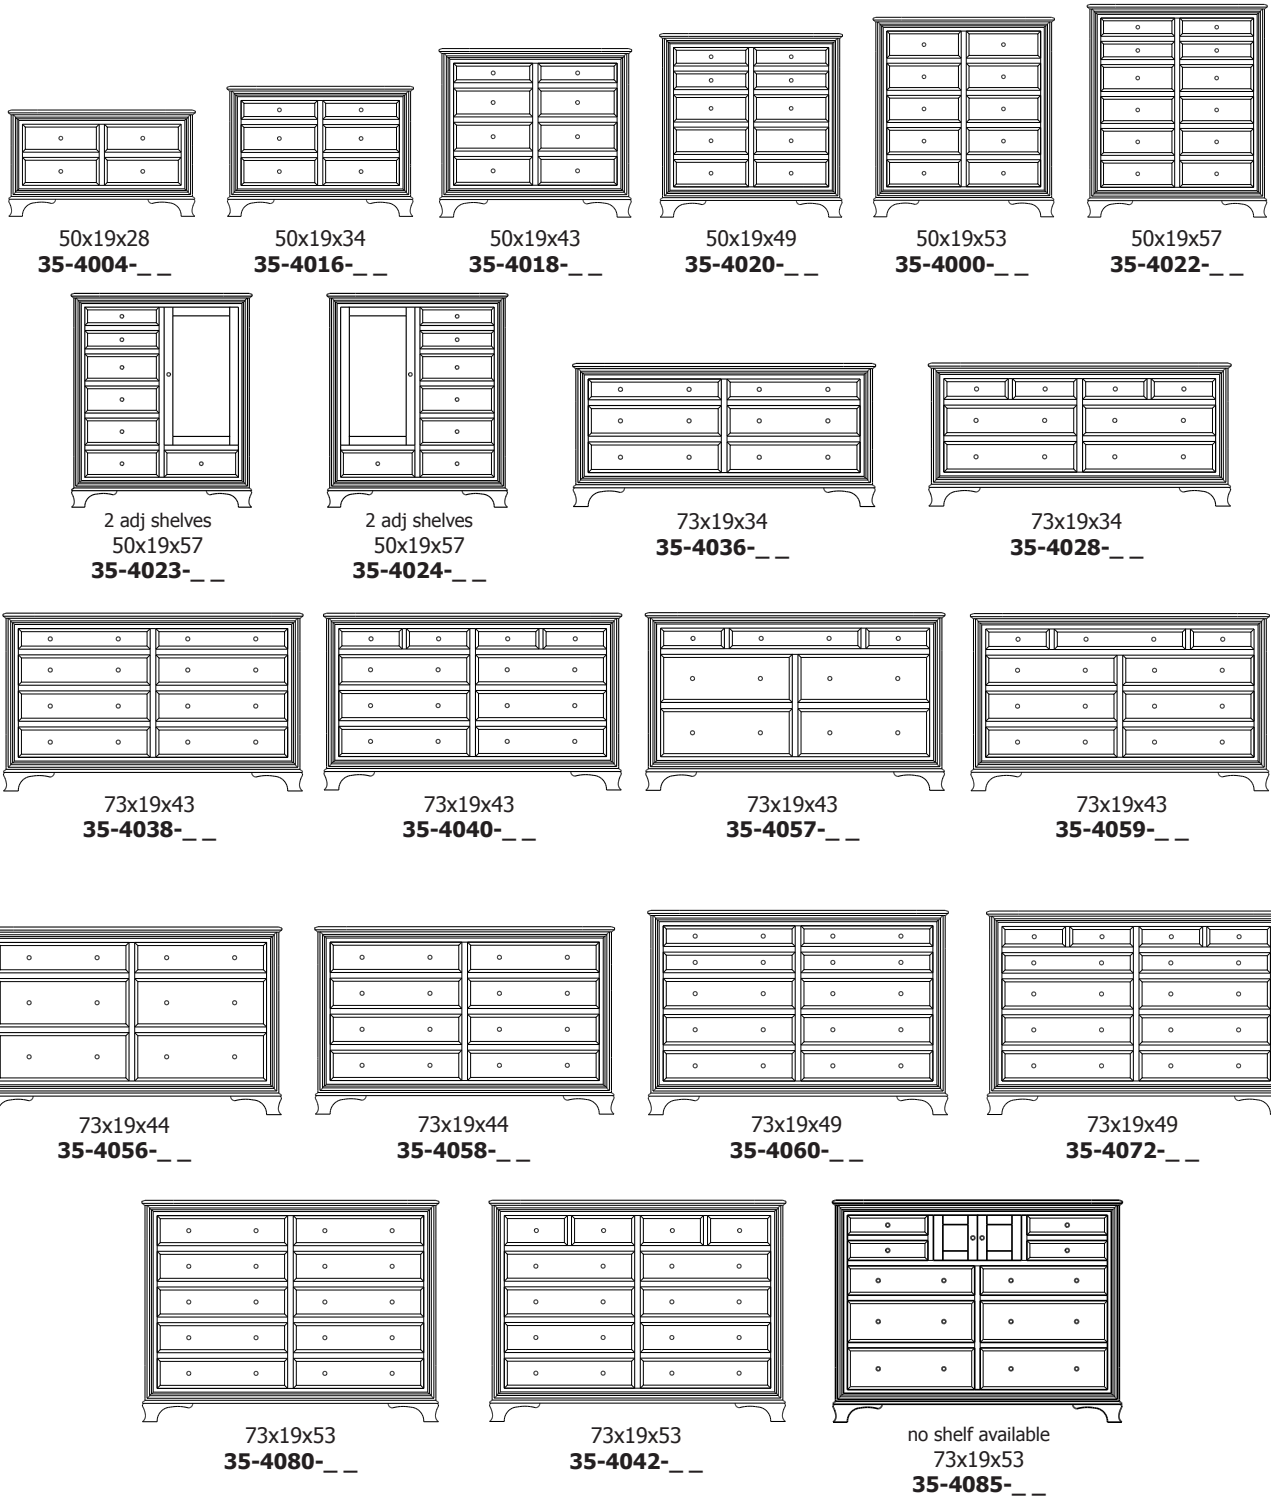 50x19x28
35-4004-_ _
50x19x34
35-4016-_ _
50x19x43
35-4018-_ _
50x19x49
35-4020-_ _
50x19x53
35-4000-_ _
50x19x57
35-4022-_ _
2 adj shelves
50x19x57
35-4023-_ _
2 adj shelves
50x19x57
35-4024-_ _
73x19x34
35-4036-_ _
73x19x34
35-4028-_ _
73x19x43
35-4038-_ _
73x19x43
35-4040-_ _
73x19x43
35-4057-_ _
73x19x43
35-4059-_ _
73x19x44
35-4056-_ _
73x19x44
35-4058-_ _
73x19x49
35-4060-_ _
73x19x49
35-4072-_ _
73x19x53
35-4080-_ _
73x19x53
35-4042-_ _
no shelf available
73x19x53
35-4085-_ _